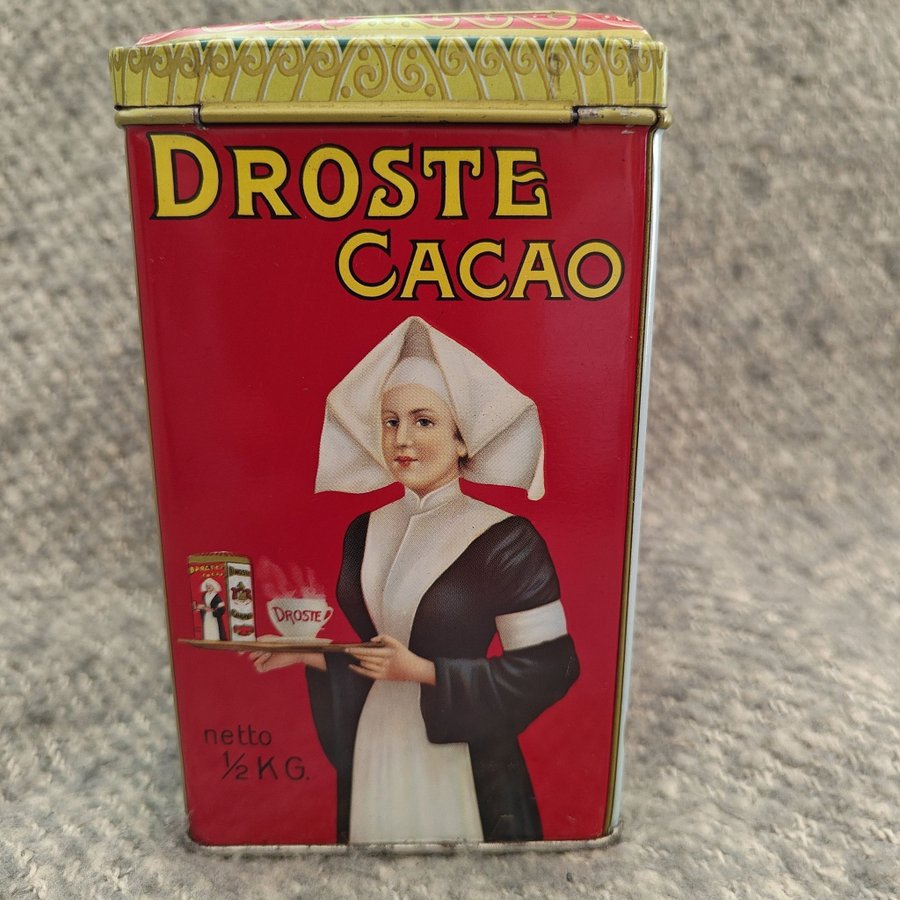 DROSTE
CACAO
DROSTE
netto
½ KG.